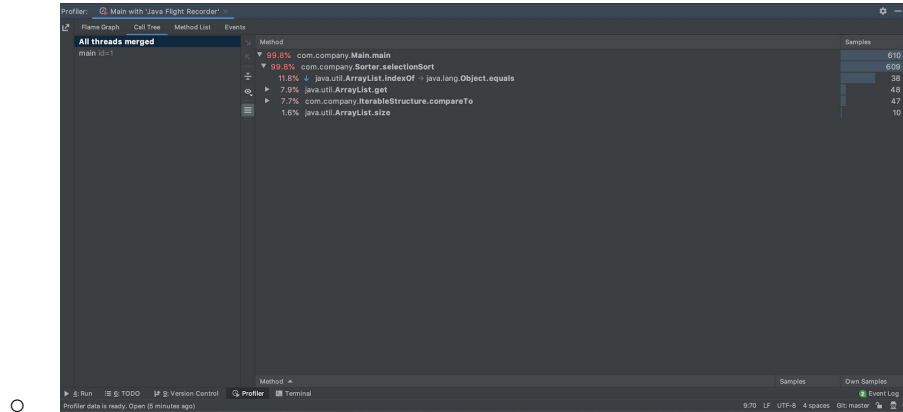 Profiler: Main with 'Java Flight Recorder' ×
Flame Graph Call Tree Method List Events
All threads merged
main id=1
Method Samples
▼ 99.8% com.company.Main.main 610
▼ 99.8% com.company.Sorter.selectionSort 609
11.8% ↓ java.util.ArrayList.indexOf → java.lang.Object.equals 38
▶ 7.9% java.util.ArrayList.get 48
▶ 7.7% com.company.IterableStructure.compareTo 47
1.6% java.util.ArrayList.size 10
Method ▲ Samples Own Samples
▶ 4: Run ≔ 6: TODO 9: Version Control Profiler Terminal 2 Event Log
Profiler data is ready. Open (5 minutes ago) 9:70 LF UTF-8 4 spaces Git: master